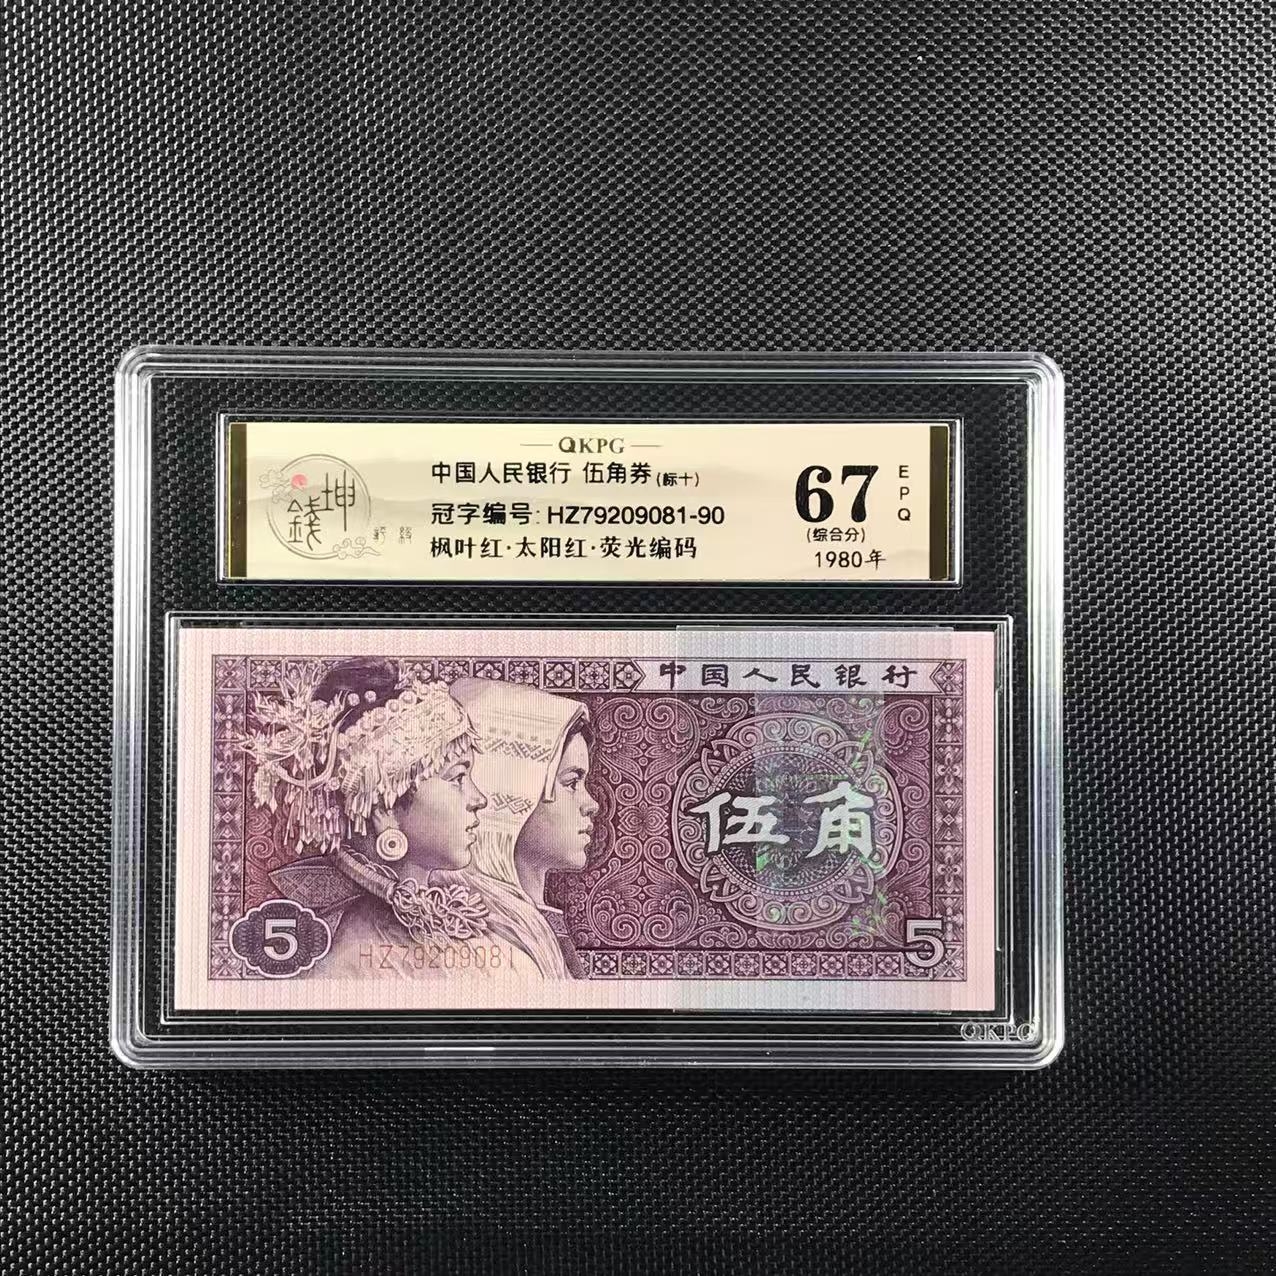 QKPG
中国人民银行 伍角券(标十)
冠字编号: HZ79209081-90
枫叶红·太阳红·荧光编码
坤
錢
67
EPQ
(综合分)
1980年
中国人民银行
伍角
5
HZ79209081
5
QKPG